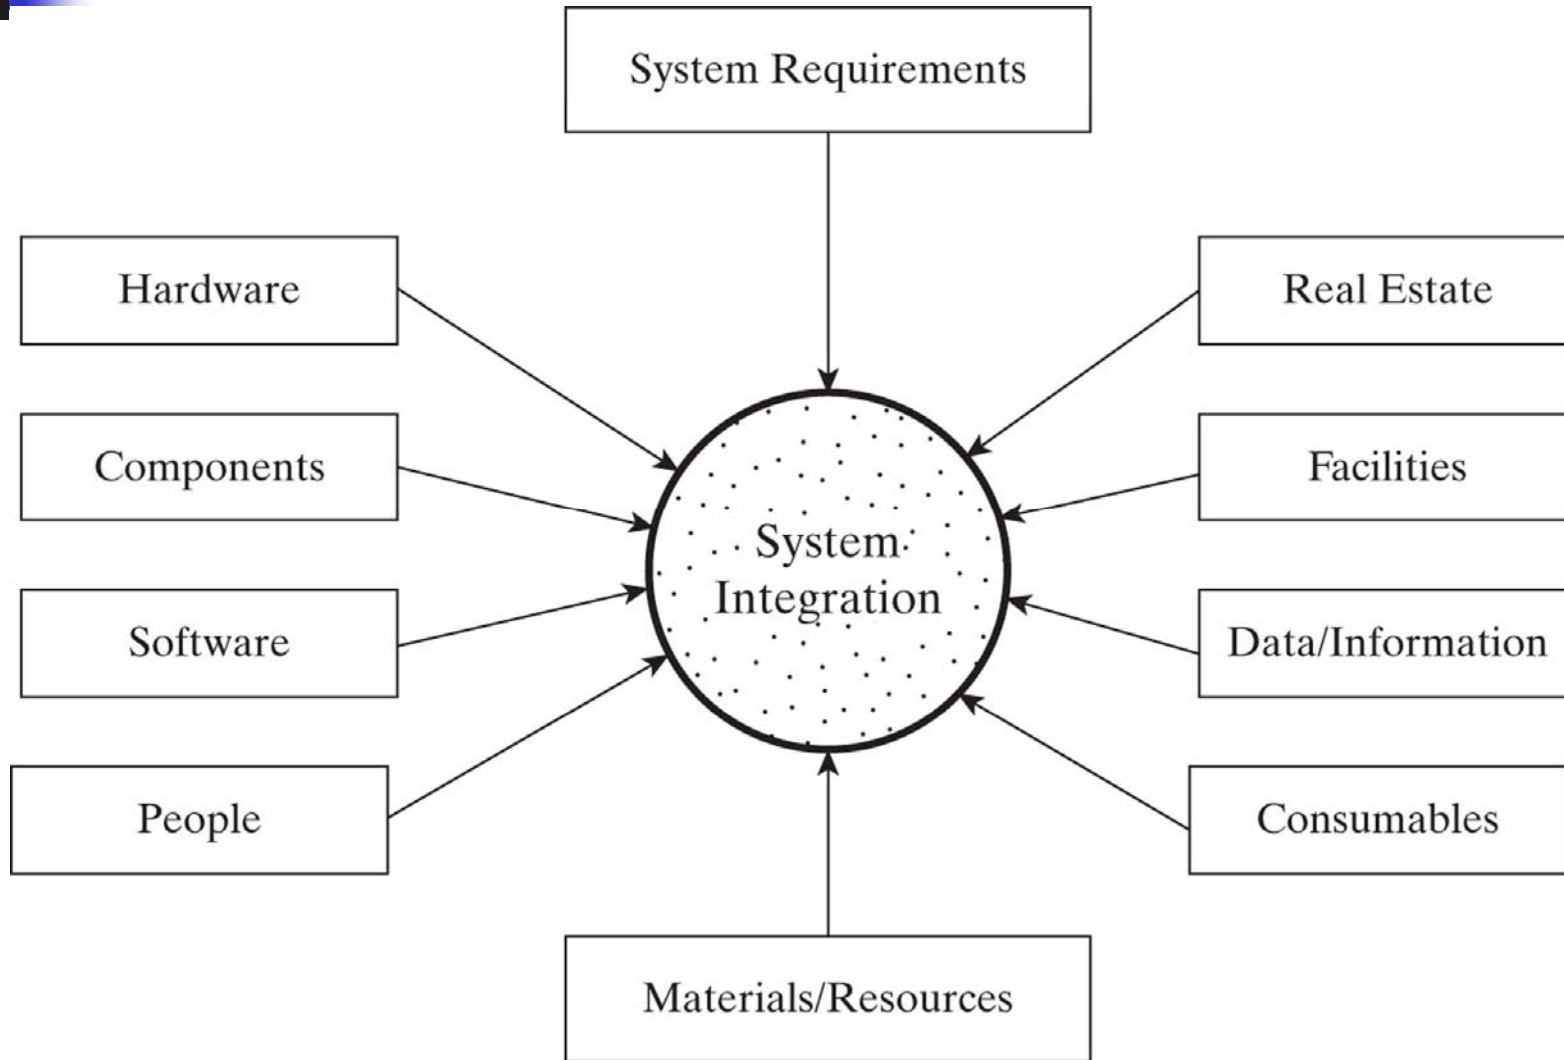 System Requirements
Hardware
Real Estate
Components
Facilities
System
Integration
Software
Data/Information
People
Consumables
Materials/Resources